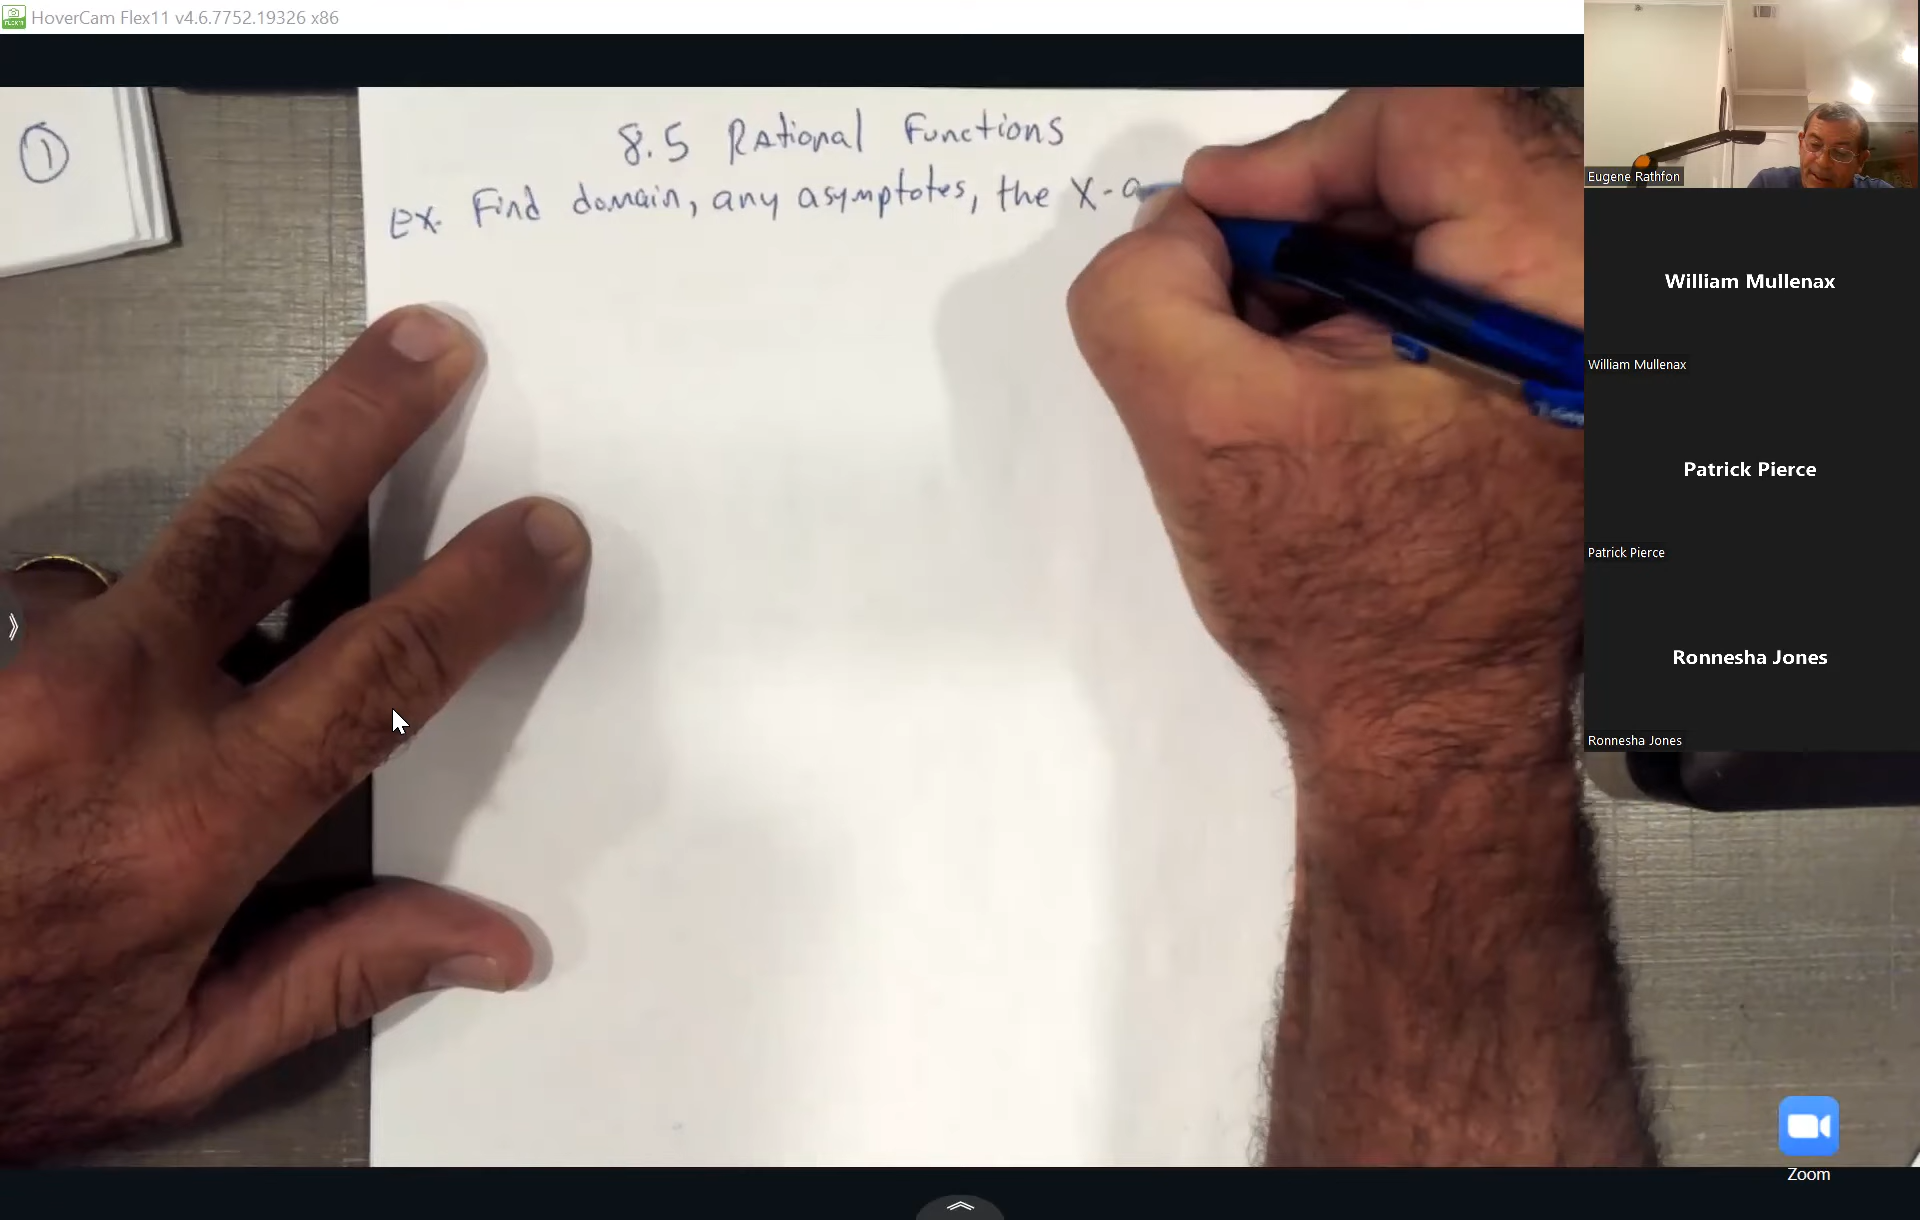 HoverCam Flex11 v4.6.7752.19326 x86
1
8.5 Rational Functions
Ex. Find domain, any asymptotes, the X-a
Eugene Rathfon
William Mullenax
William Mullenax
Patrick Pierce
Patrick Pierce
Ronnesha Jones
Ronnesha Jones
Zoom